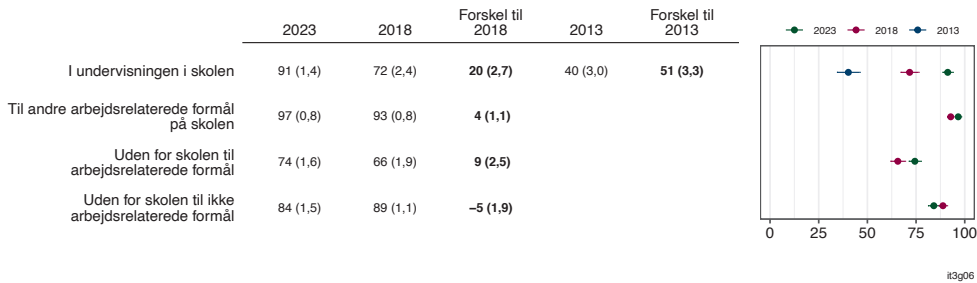 2023 2018 Forskel til 2018 2013 Forskel til 2013
2023 2018 2013
I undervisningen i skolen 91 (1,4) 72 (2,4) 20 (2,7) 40 (3,0) 51 (3,3)
Til andre arbejdsrelaterede formål
på skolen 97 (0,8) 93 (0,8) 4 (1,1)
Uden for skolen til
arbejdsrelaterede formål 74 (1,6) 66 (1,9) 9 (2,5)
Uden for skolen til ikke
arbejdsrelaterede formål 84 (1,5) 89 (1,1) –5 (1,9)
0 25 50 75 100
it3g06